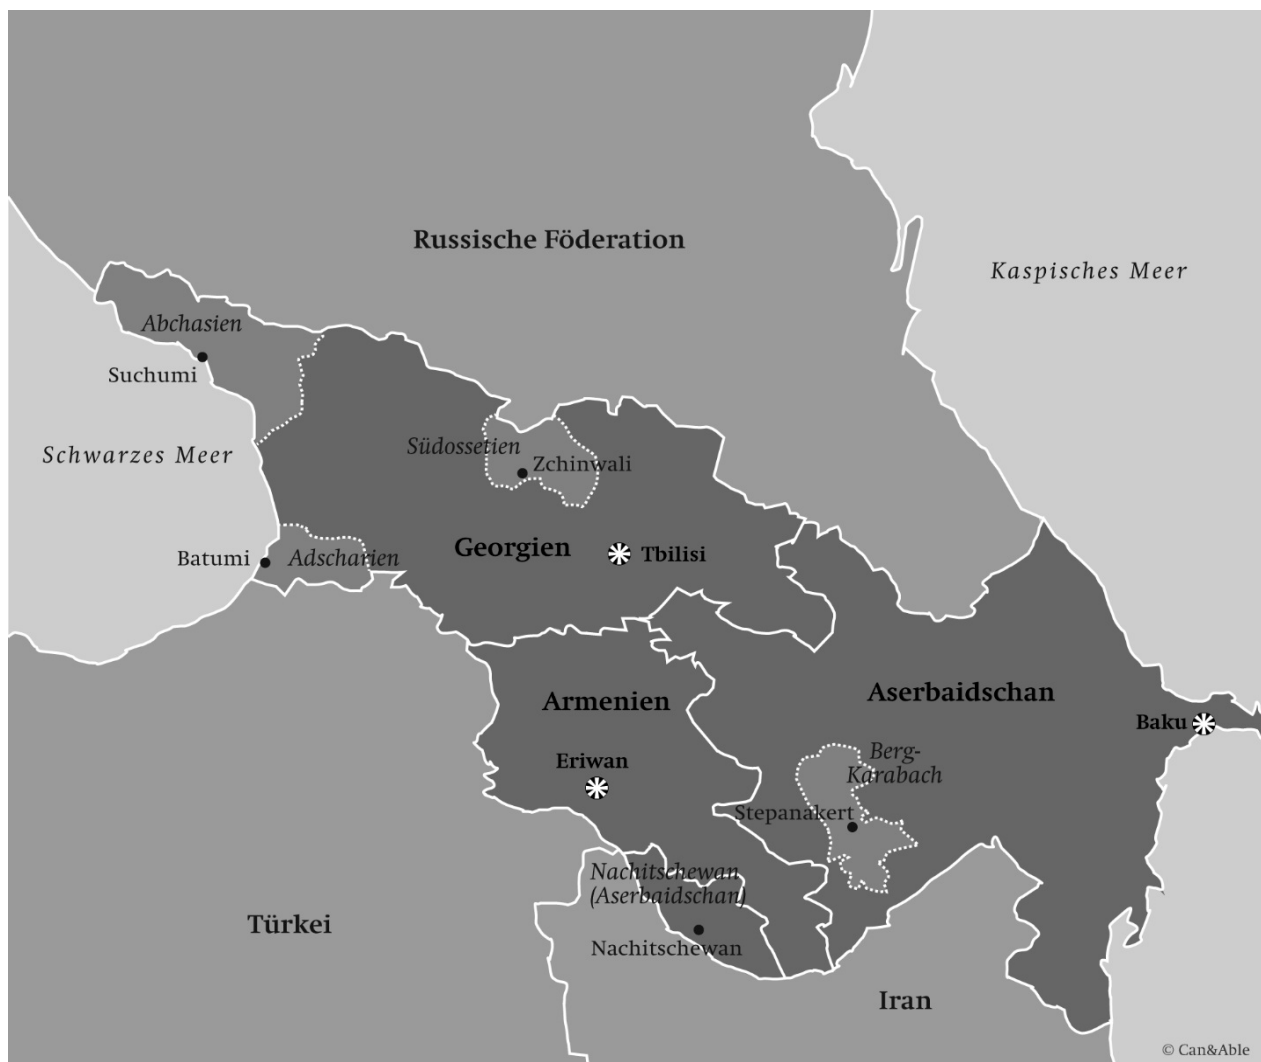 Russische Föderation
Kaspisches Meer
Abchasien
Suchumi
Schwarzes Meer
Südossetien
Zchinwali
Batumi
Adscharien
Georgien
Tbilisi
Armenien
Aserbaidschan
Baku
Eriwan
Berg-
Karabach
Stepanakert
Nachitschewan
(Aserbaidschan)
Nachitschewan
Türkei
Iran
© Can&Able